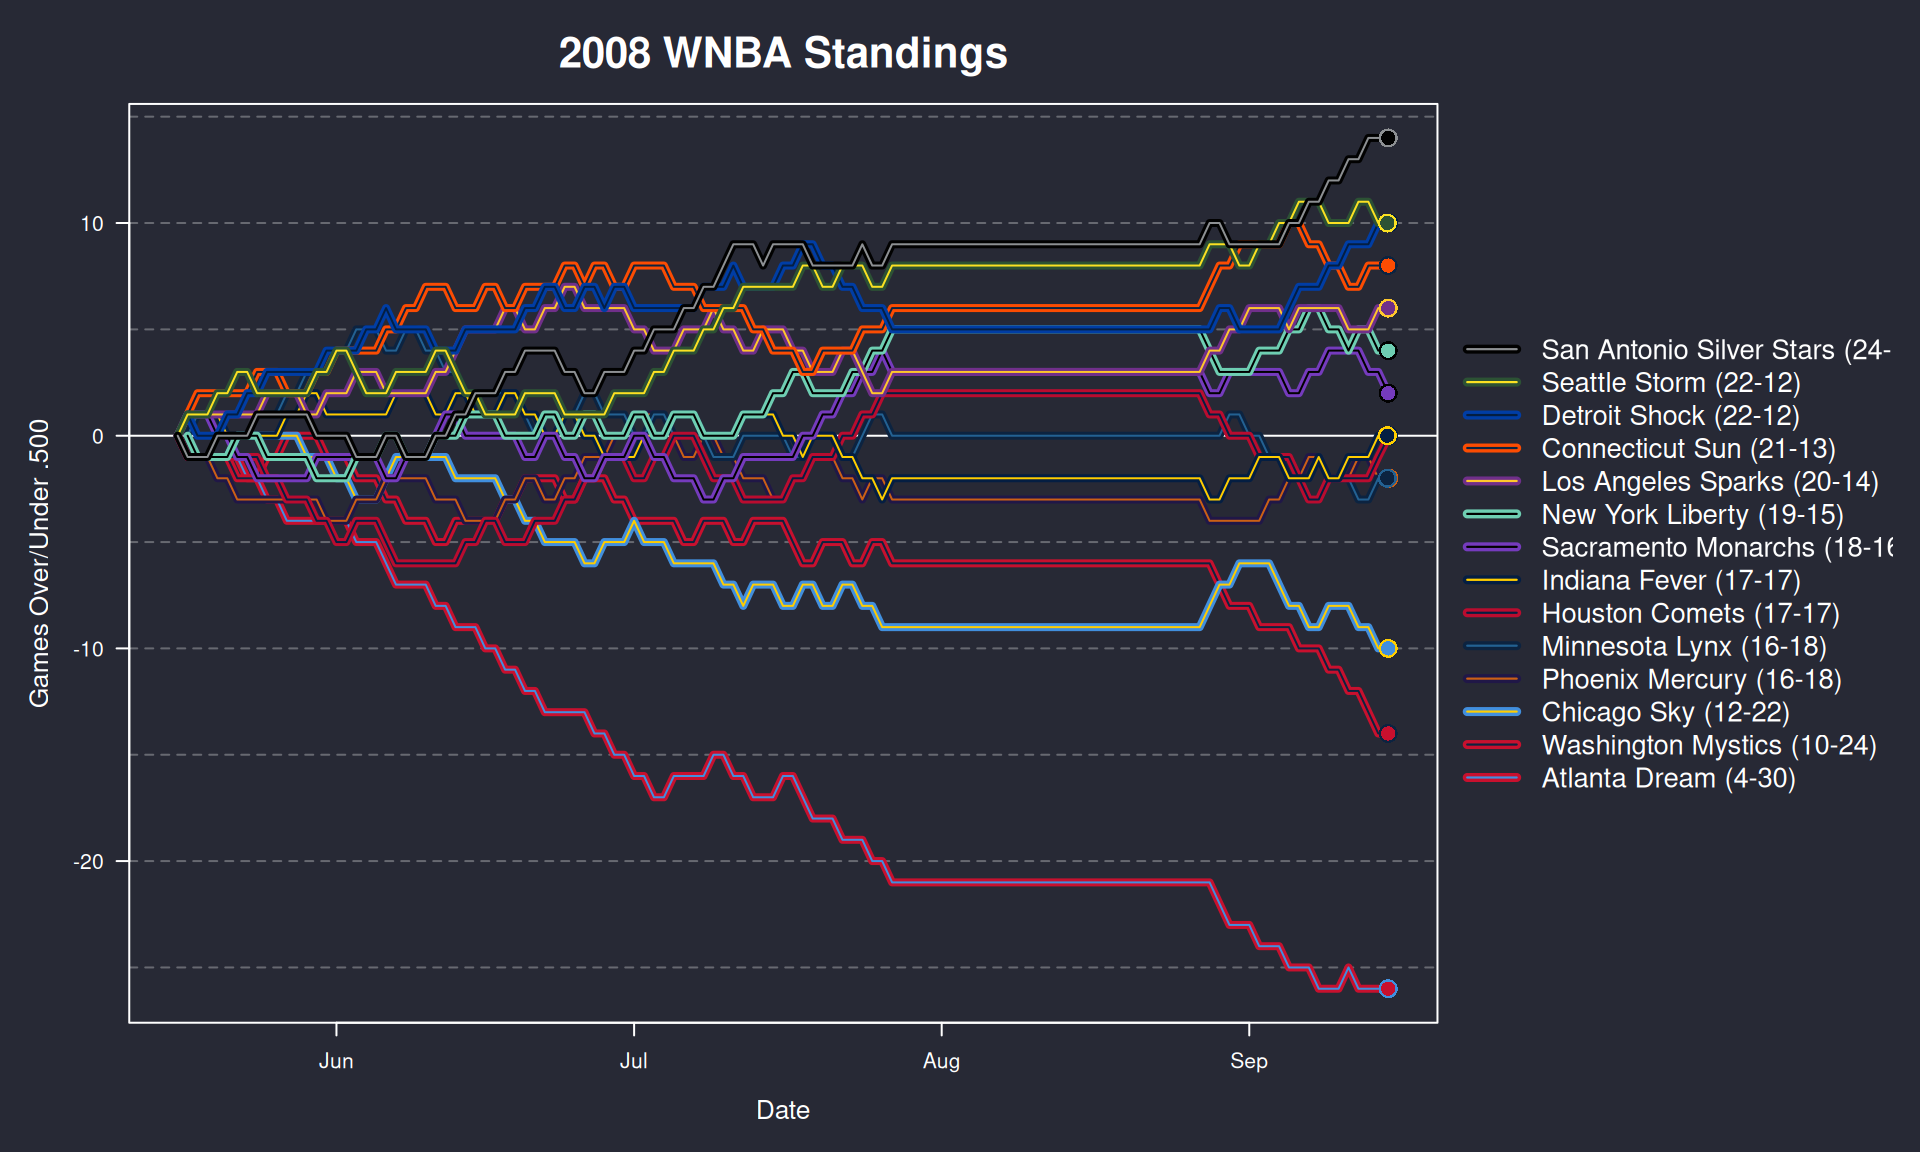 2008 WNBA Standings
Games Over/Under .500
10
0
-10
-20
Jun
Jul
Aug
Sep
Date
San Antonio Silver Stars (24-
Seattle Storm (22-12)
Detroit Shock (22-12)
Connecticut Sun (21-13)
Los Angeles Sparks (20-14)
New York Liberty (19-15)
Sacramento Monarchs (18-16
Indiana Fever (17-17)
Houston Comets (17-17)
Minnesota Lynx (16-18)
Phoenix Mercury (16-18)
Chicago Sky (12-22)
Washington Mystics (10-24)
Atlanta Dream (4-30)